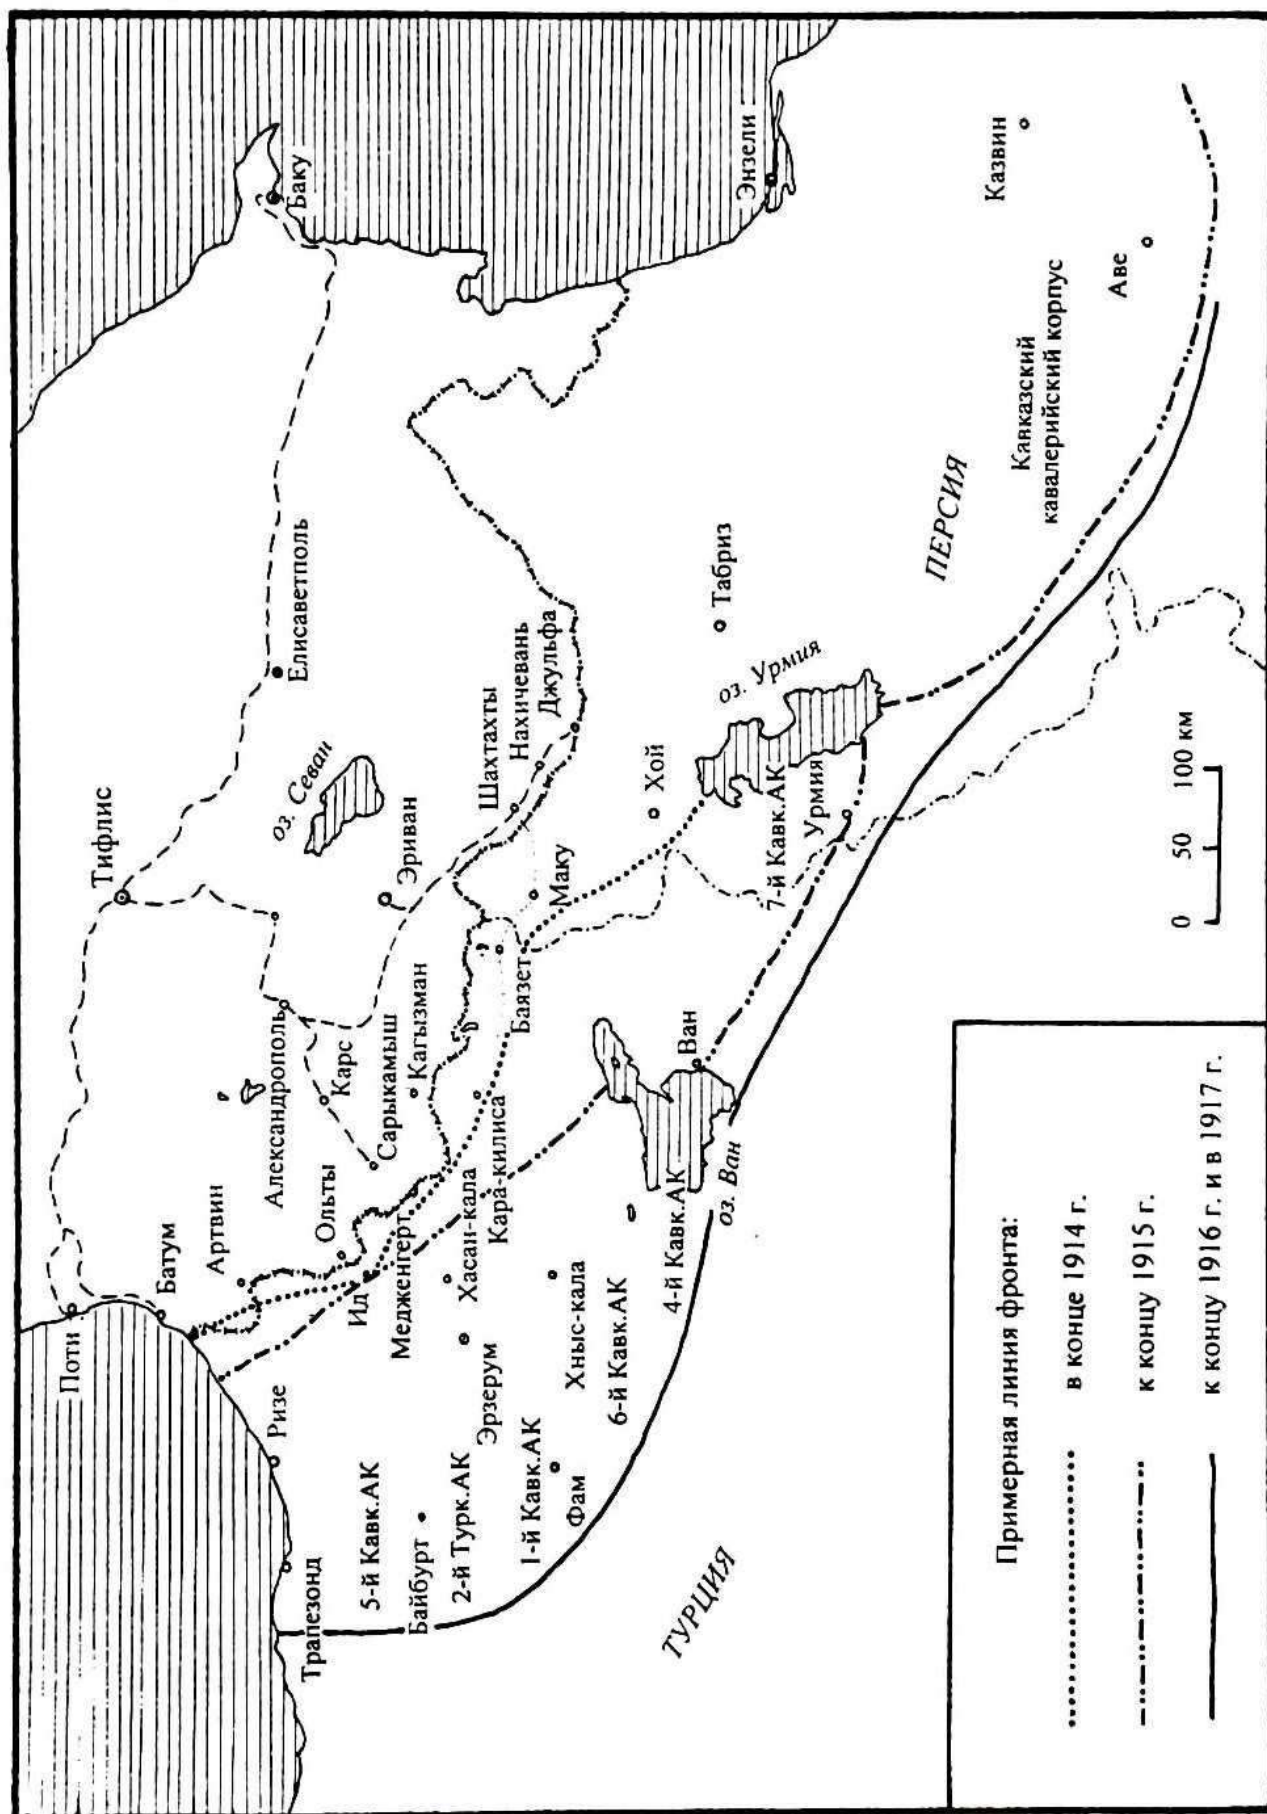 Поти
Батум
Артвин
Ризе
Трапезонд
Тифлис
Елисаветполь
Баку
оз. Севан
Эриван
Александрополь
Карс
Сарыкамыш
Кагызман
Ольты
Ид
Медженгерт
Хасан-кала
Кара-килиса
Эрзерум
5-й Кавк.АК
Байбурт
2-й Турк.АК
1-й Кавк.АК
Фам
Хныс-кала
6-й Кавк.АК
4-й Кавк.АК
оз. Ван
Ван
Баязет
Маку
Шахтахты
Нахичевань
Джульфа
Хой
Табриз
оз. Урмия
7-й Кавк.АК
Урмия
Энзели
Казвин
Аве
Кавказский
кавалерийский корпус
ПЕРСИЯ
ТУРЦИЯ
0 50 100 км
Примерная линия фронта:
в конце 1914 г.
к концу 1915 г.
к концу 1916 г. и в 1917 г.